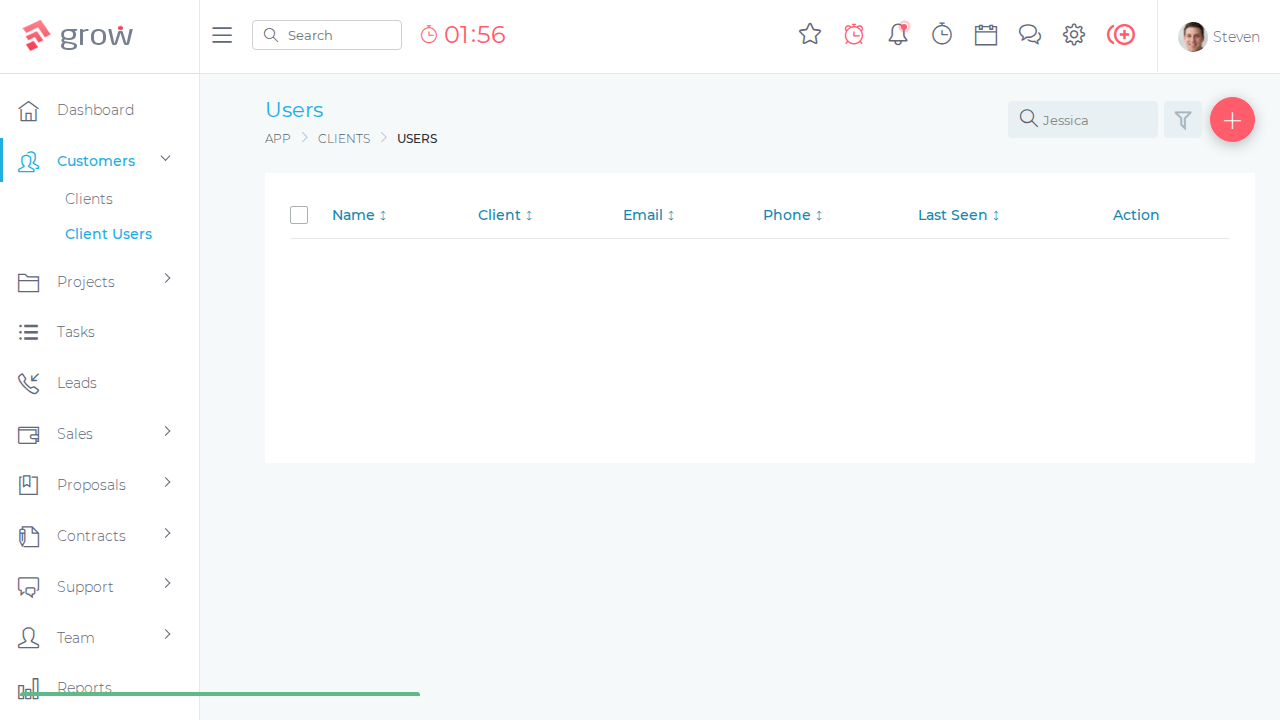 grow
Search
01:56
Steven
Dashboard
Customers
Clients
Client Users
Projects
Tasks
Leads
Sales
Proposals
Contracts
Support
Team
Reports
Users
APP
CLIENTS
USERS
Jessica
Name
Client
Email
Phone
Last Seen
Action